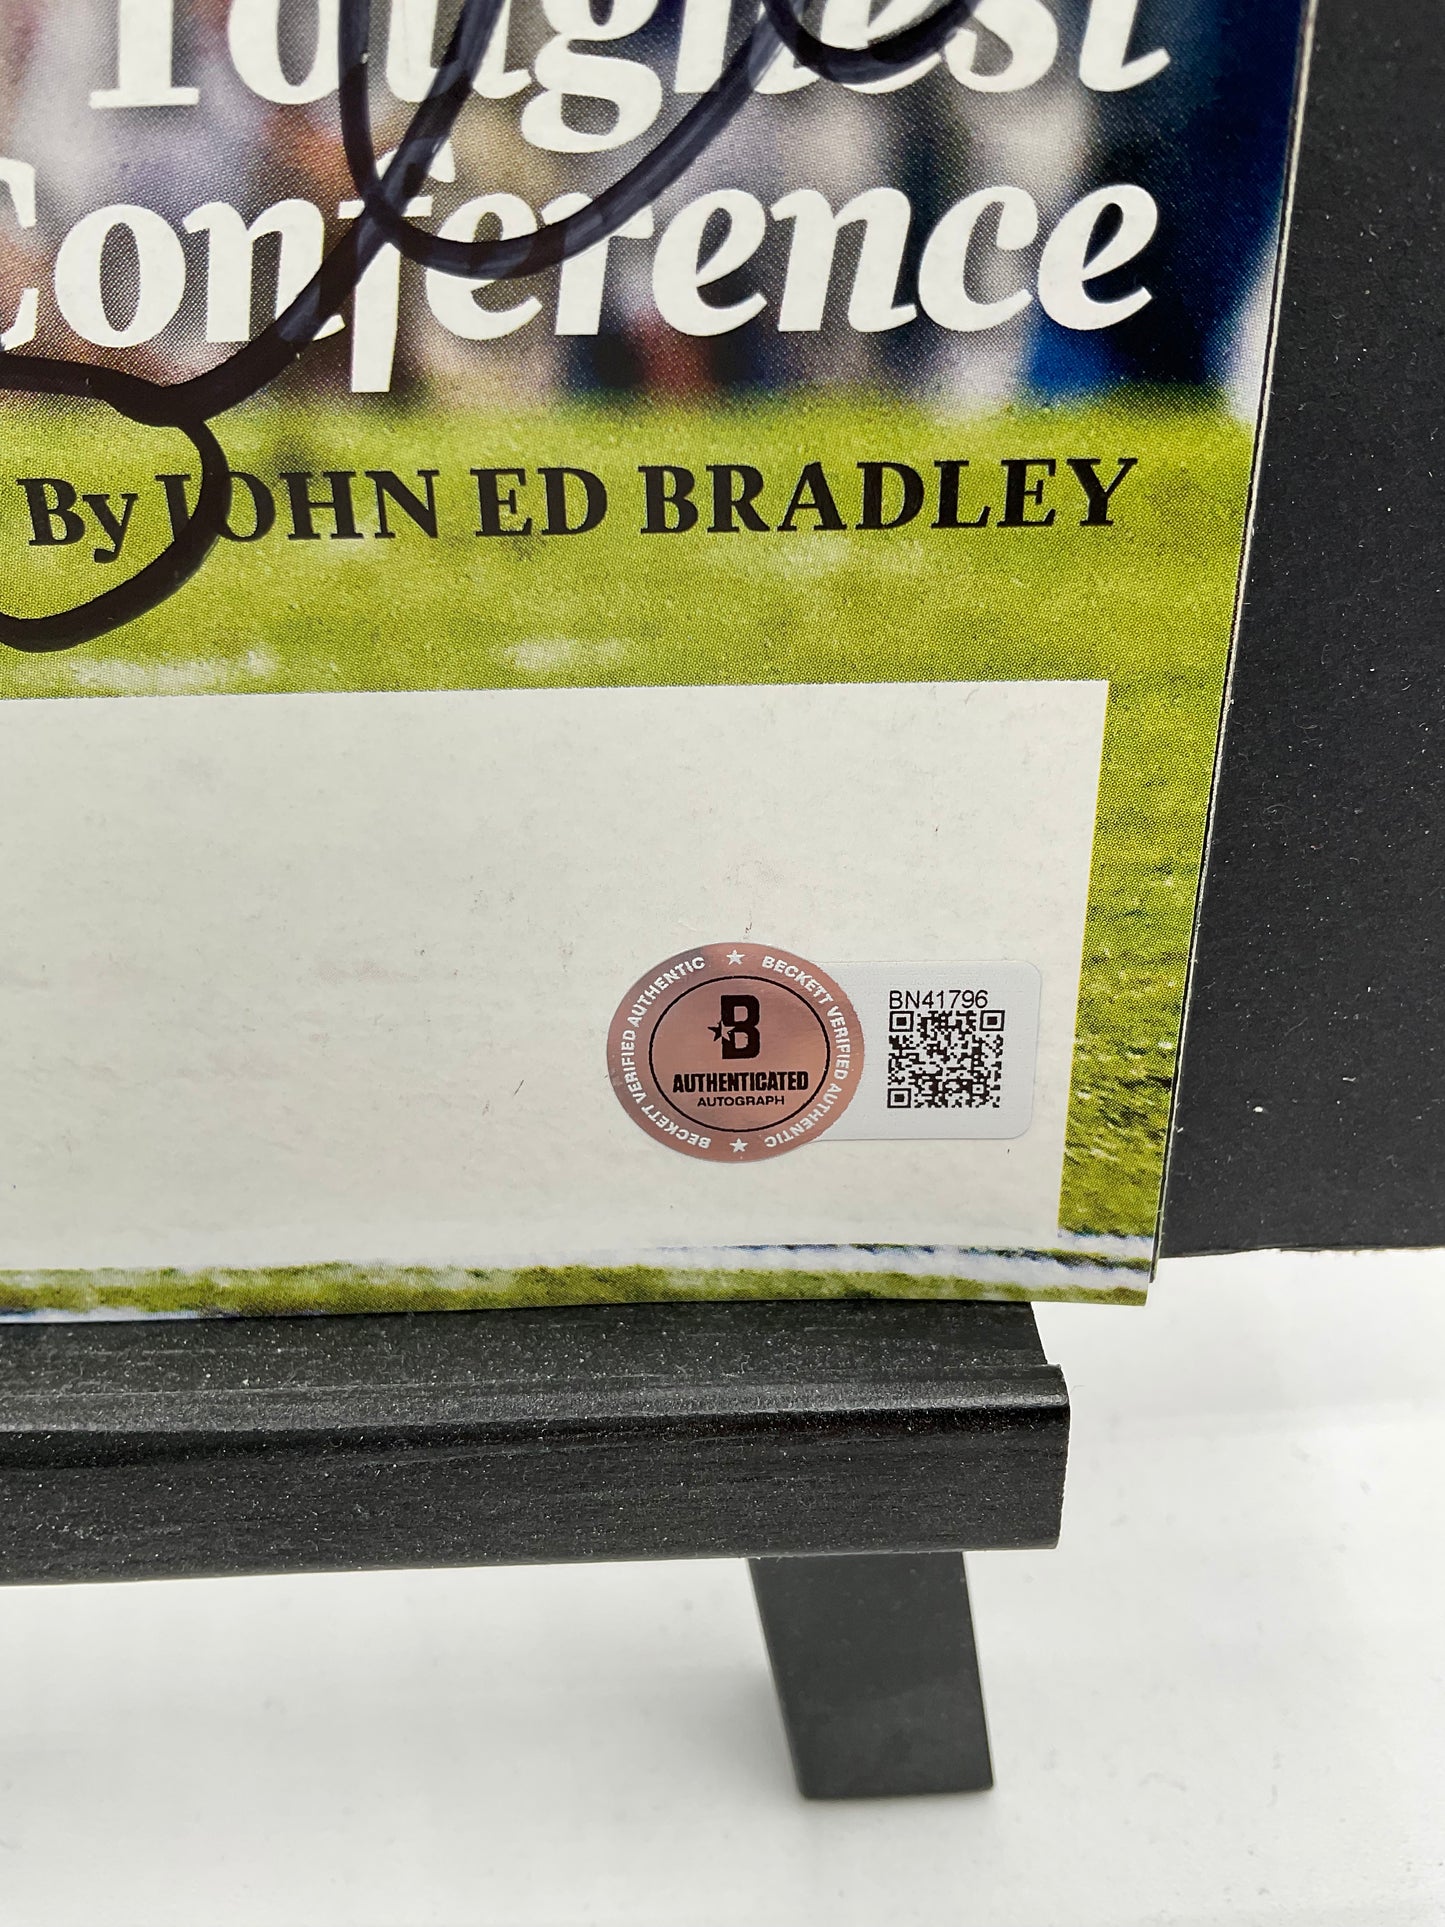 Toughest
Conference
By JOHN ED BRADLEY
BECKETT VERIFIED AUTHENTIC ★ BECKETT VERIFIED AUTHENTIC ★
B
AUTHENTICATED
AUTOGRAPH
BN41796